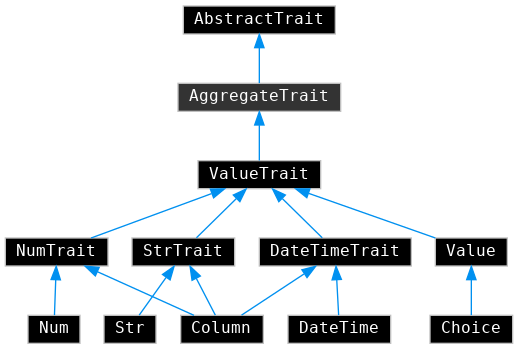 AbstractTrait
AggregateTrait
ValueTrait
NumTrait
StrTrait
DateTimeTrait
Value
Num
Str
Column
DateTime
Choice